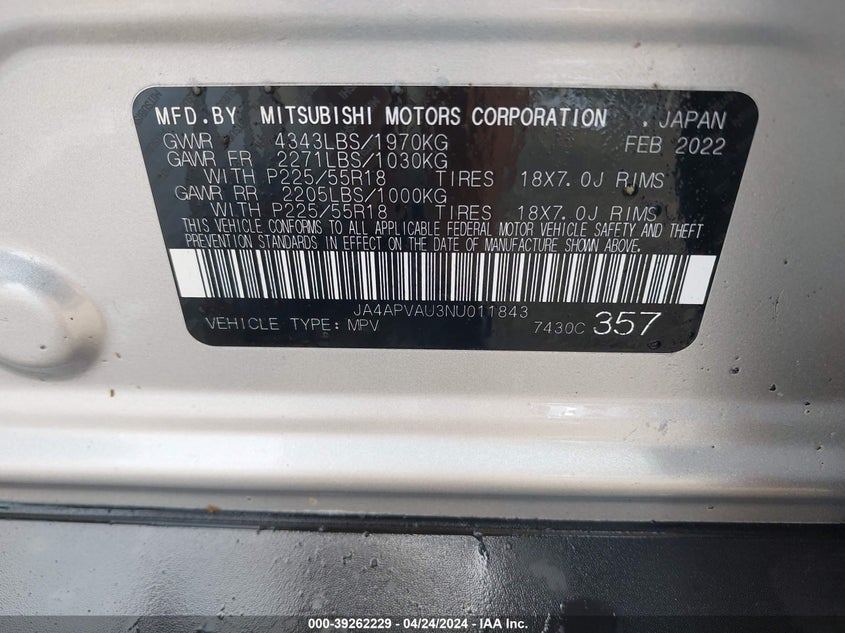 MFD.BY MITSUBISHI MOTORS CORPORATION . JAPAN
GVWR 4343LBS/1970KG FEB 2022
GAWR FR 2271LBS/1030KG
WITH P225/55R18 TIRES 18X7.0J RIMS
GAWR RR 2205LBS/1000KG
WITH P225/55R18 TIRES 18X7.0J RIMS
THIS VEHICLE CONFORMS TO ALL APPLICABLE FEDERAL MOTOR VEHICLE SAFETY AND THEFT
PREVENTION STANDARDS IN EFFECT ON THE DATE OF MANUFACTURE SHOWN ABOVE.
JA4APVAU3NU011843
VEHICLE TYPE: MPV 7430C 357
000-39262229 - 04/24/2024 - IAAI.com